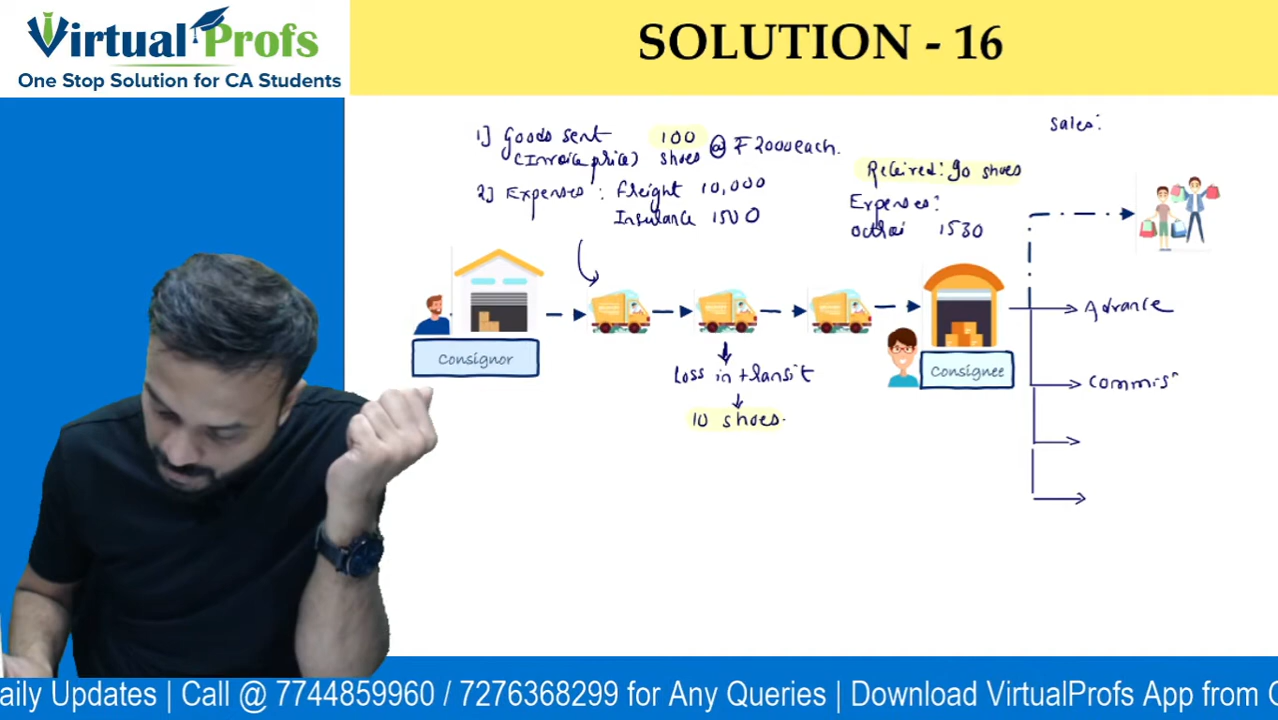 Virtual Profs
One Stop Solution for CA Students
SOLUTION - 16
Sales:
1] Goods sent 100 @ ₹2000 each.
(Invoice price) shoes
2] Expenses : Freight 10,000
Insurance 1500
Received: 90 shoes
Expenses:
Octroi 1530
Consignor
Loss in transit
10 shoes.
Consignee
Advance
Commis
aily Updates | Call @ 7744859960 / 7276368299 for Any Queries | Download VirtualProfs App from